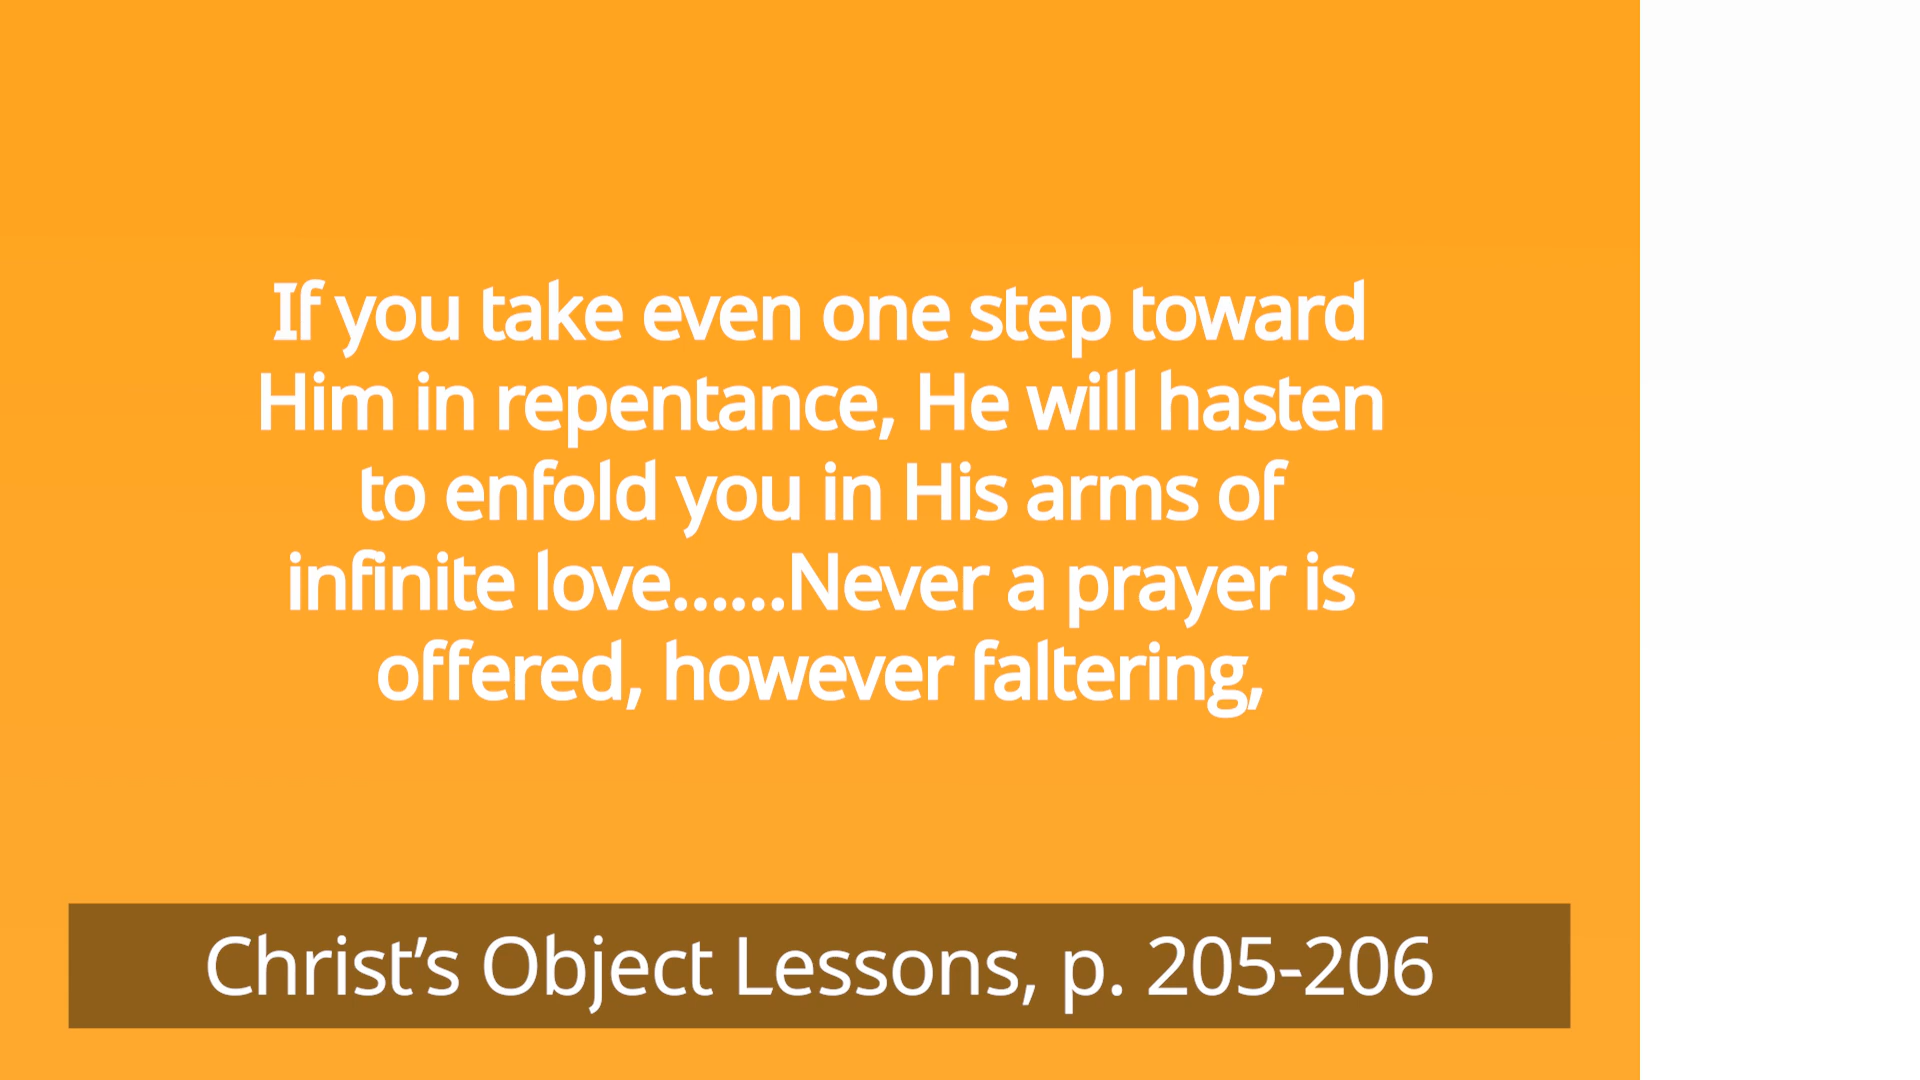 If you take even one step toward
Him in repentance, He will hasten
to enfold you in His arms of
infinite love......Never a prayer is
offered, however faltering,
Christ’s Object Lessons, p. 205-206